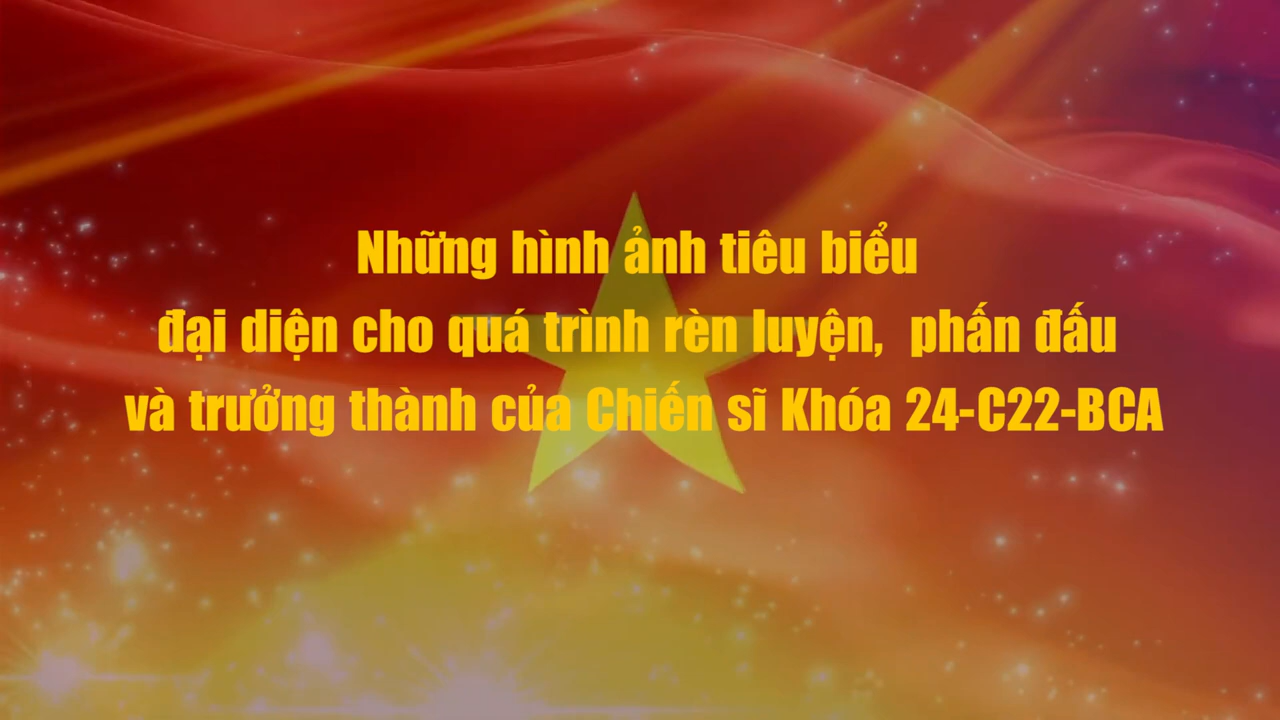 Những hình ảnh tiêu biểu
đại diện cho quá trình rèn luyện,  phấn đấu
và trưởng thành của Chiến sĩ Khóa 24-C22-BCA